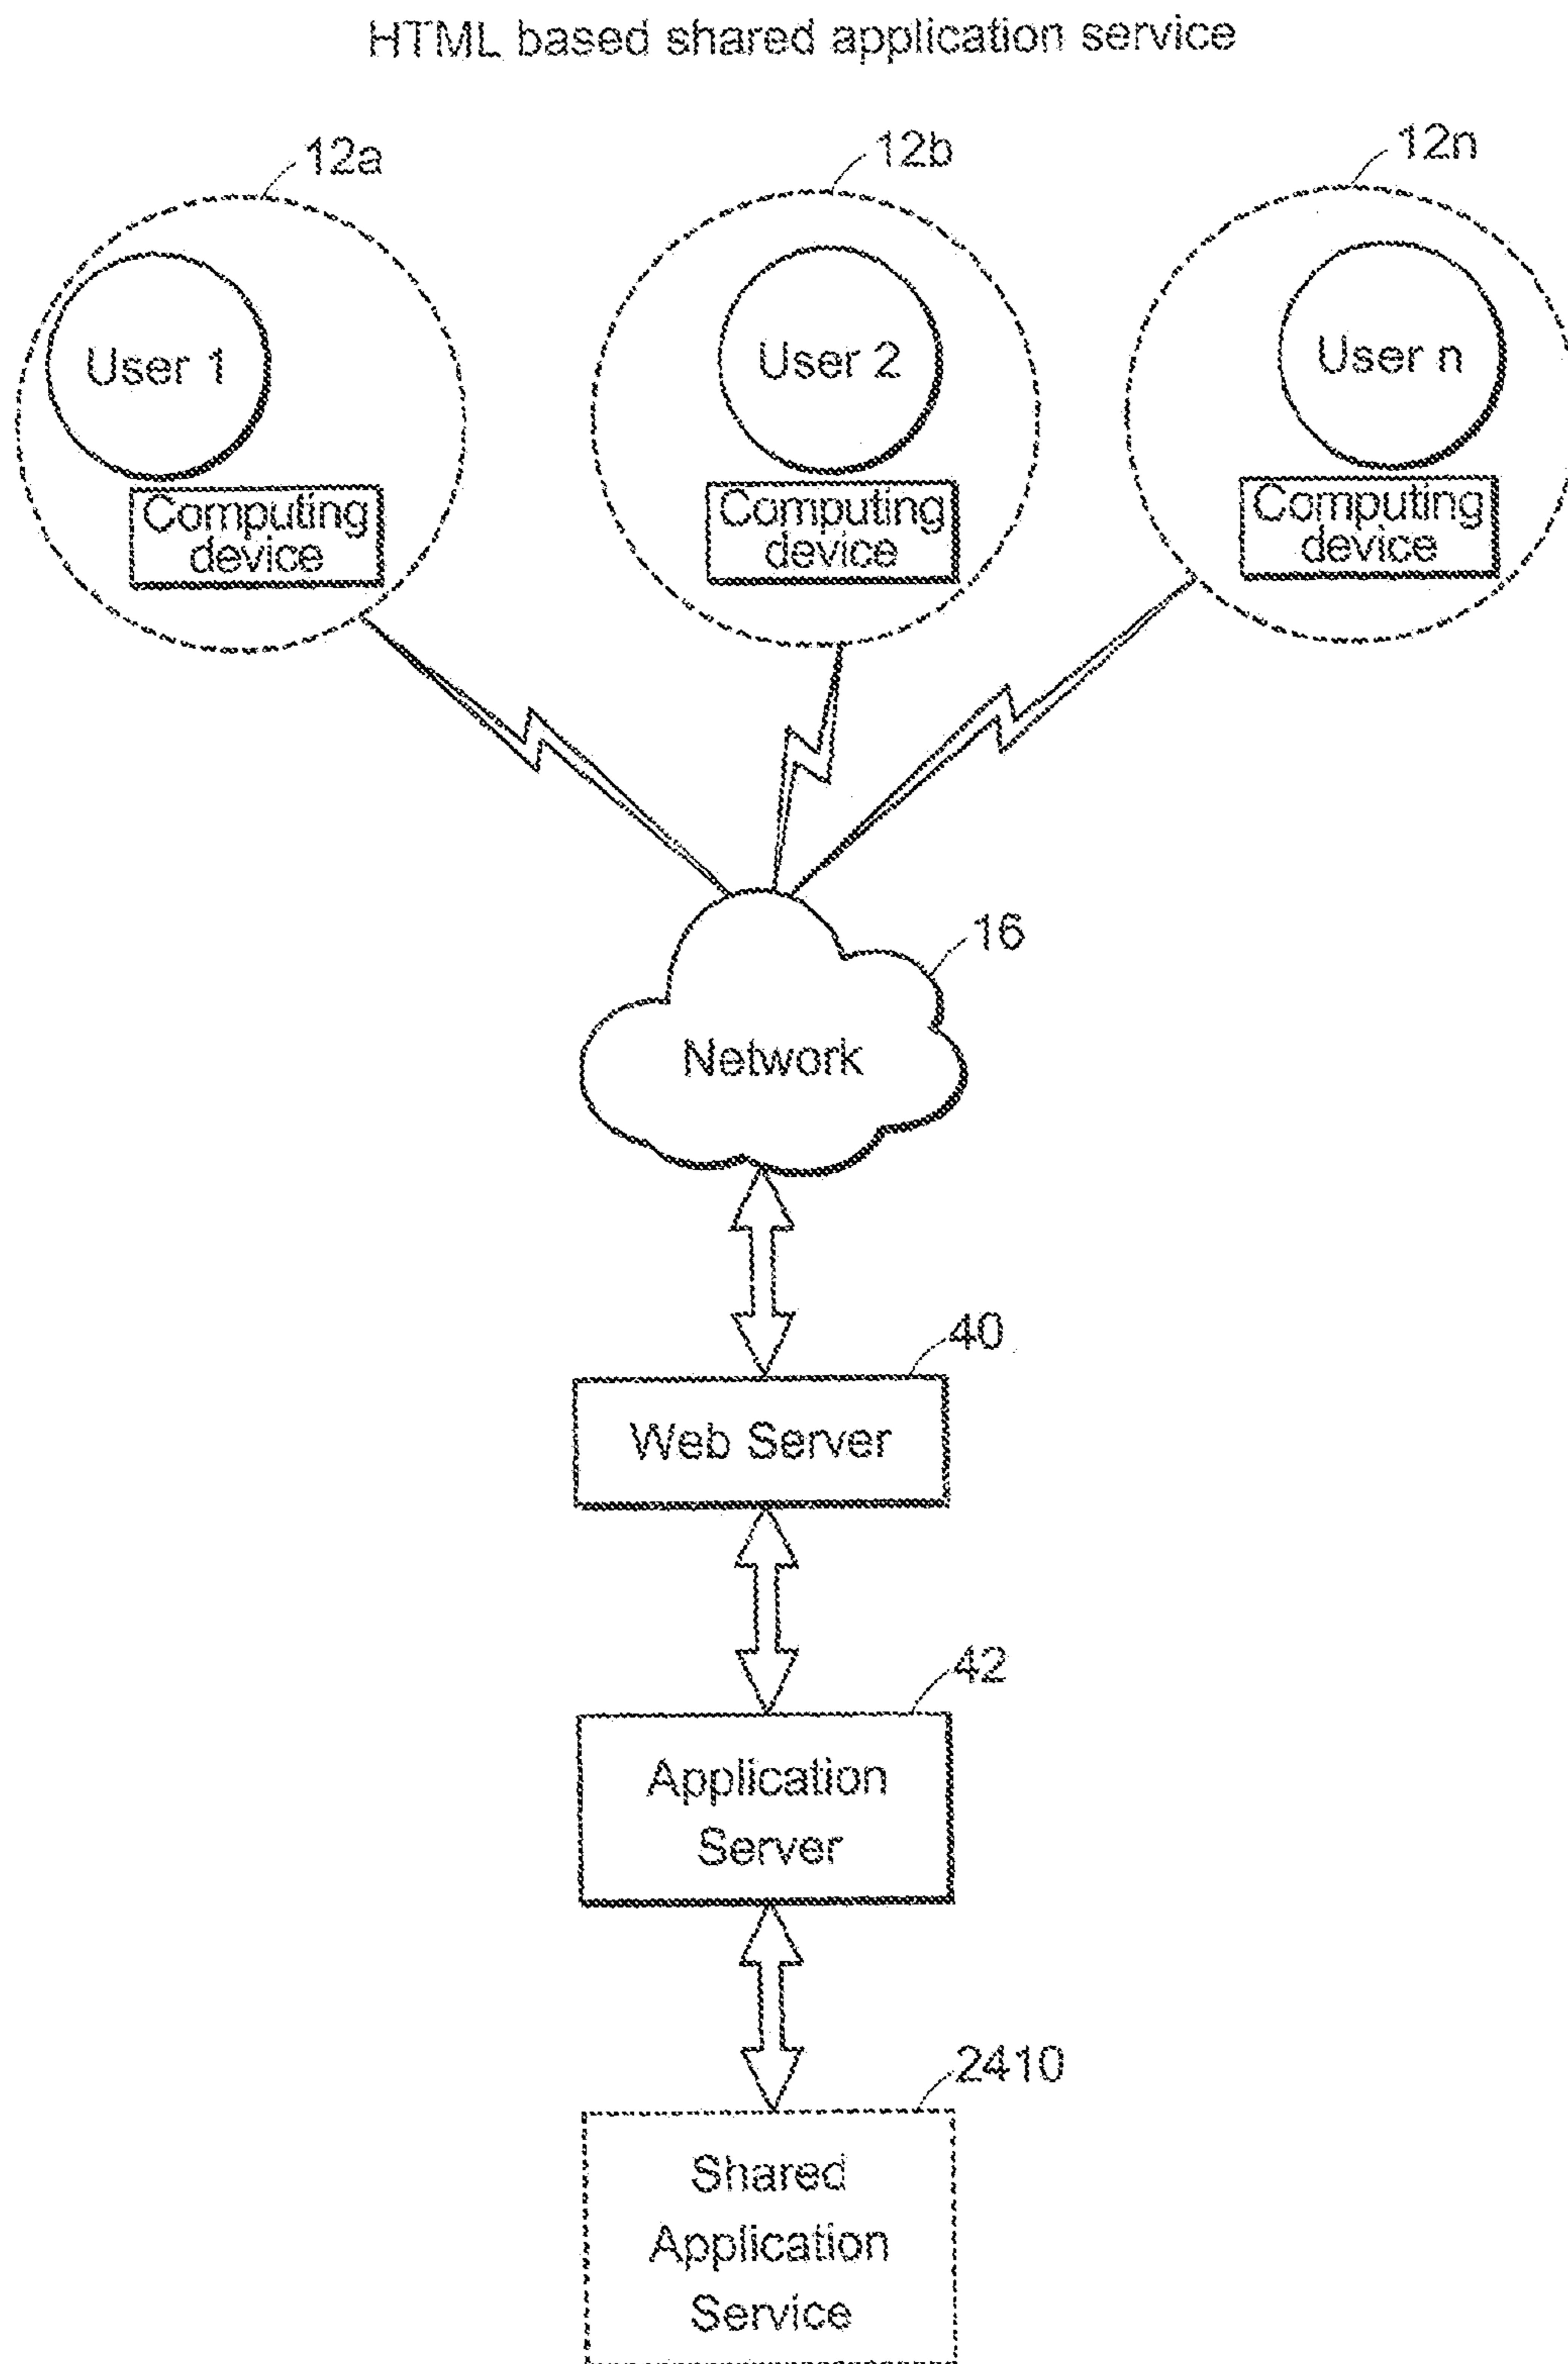 HTML based shared application service
12a
12b
12n
User 1
User 2
User n
Computing
device
Computing
device
Computing
device
16
Network
40
Web Server
42
Application
Server
2410
Shared
Application
Service